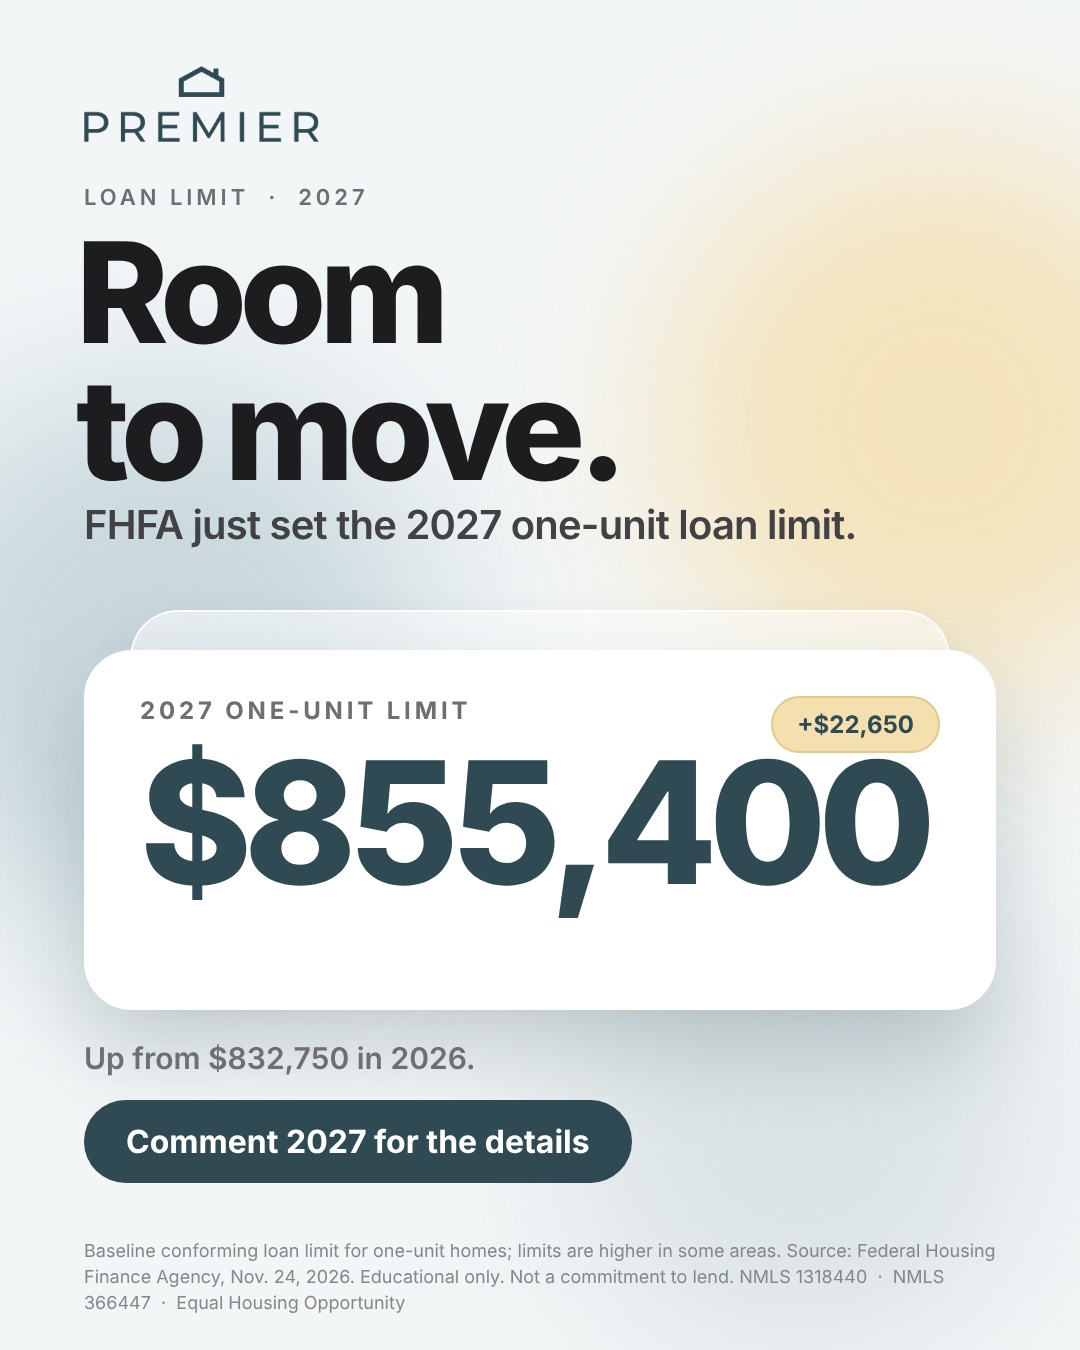 PREMIER
LOAN LIMIT · 2027
Room
to move.
FHFA just set the 2027 one-unit loan limit.
2027 ONE-UNIT LIMIT
+$22,650
$855,400
Up from $832,750 in 2026.
Comment 2027 for the details
Baseline conforming loan limit for one-unit homes; limits are higher in some areas. Source: Federal Housing
Finance Agency, Nov. 24, 2026. Educational only. Not a commitment to lend. NMLS 1318440 · NMLS
366447 · Equal Housing Opportunity